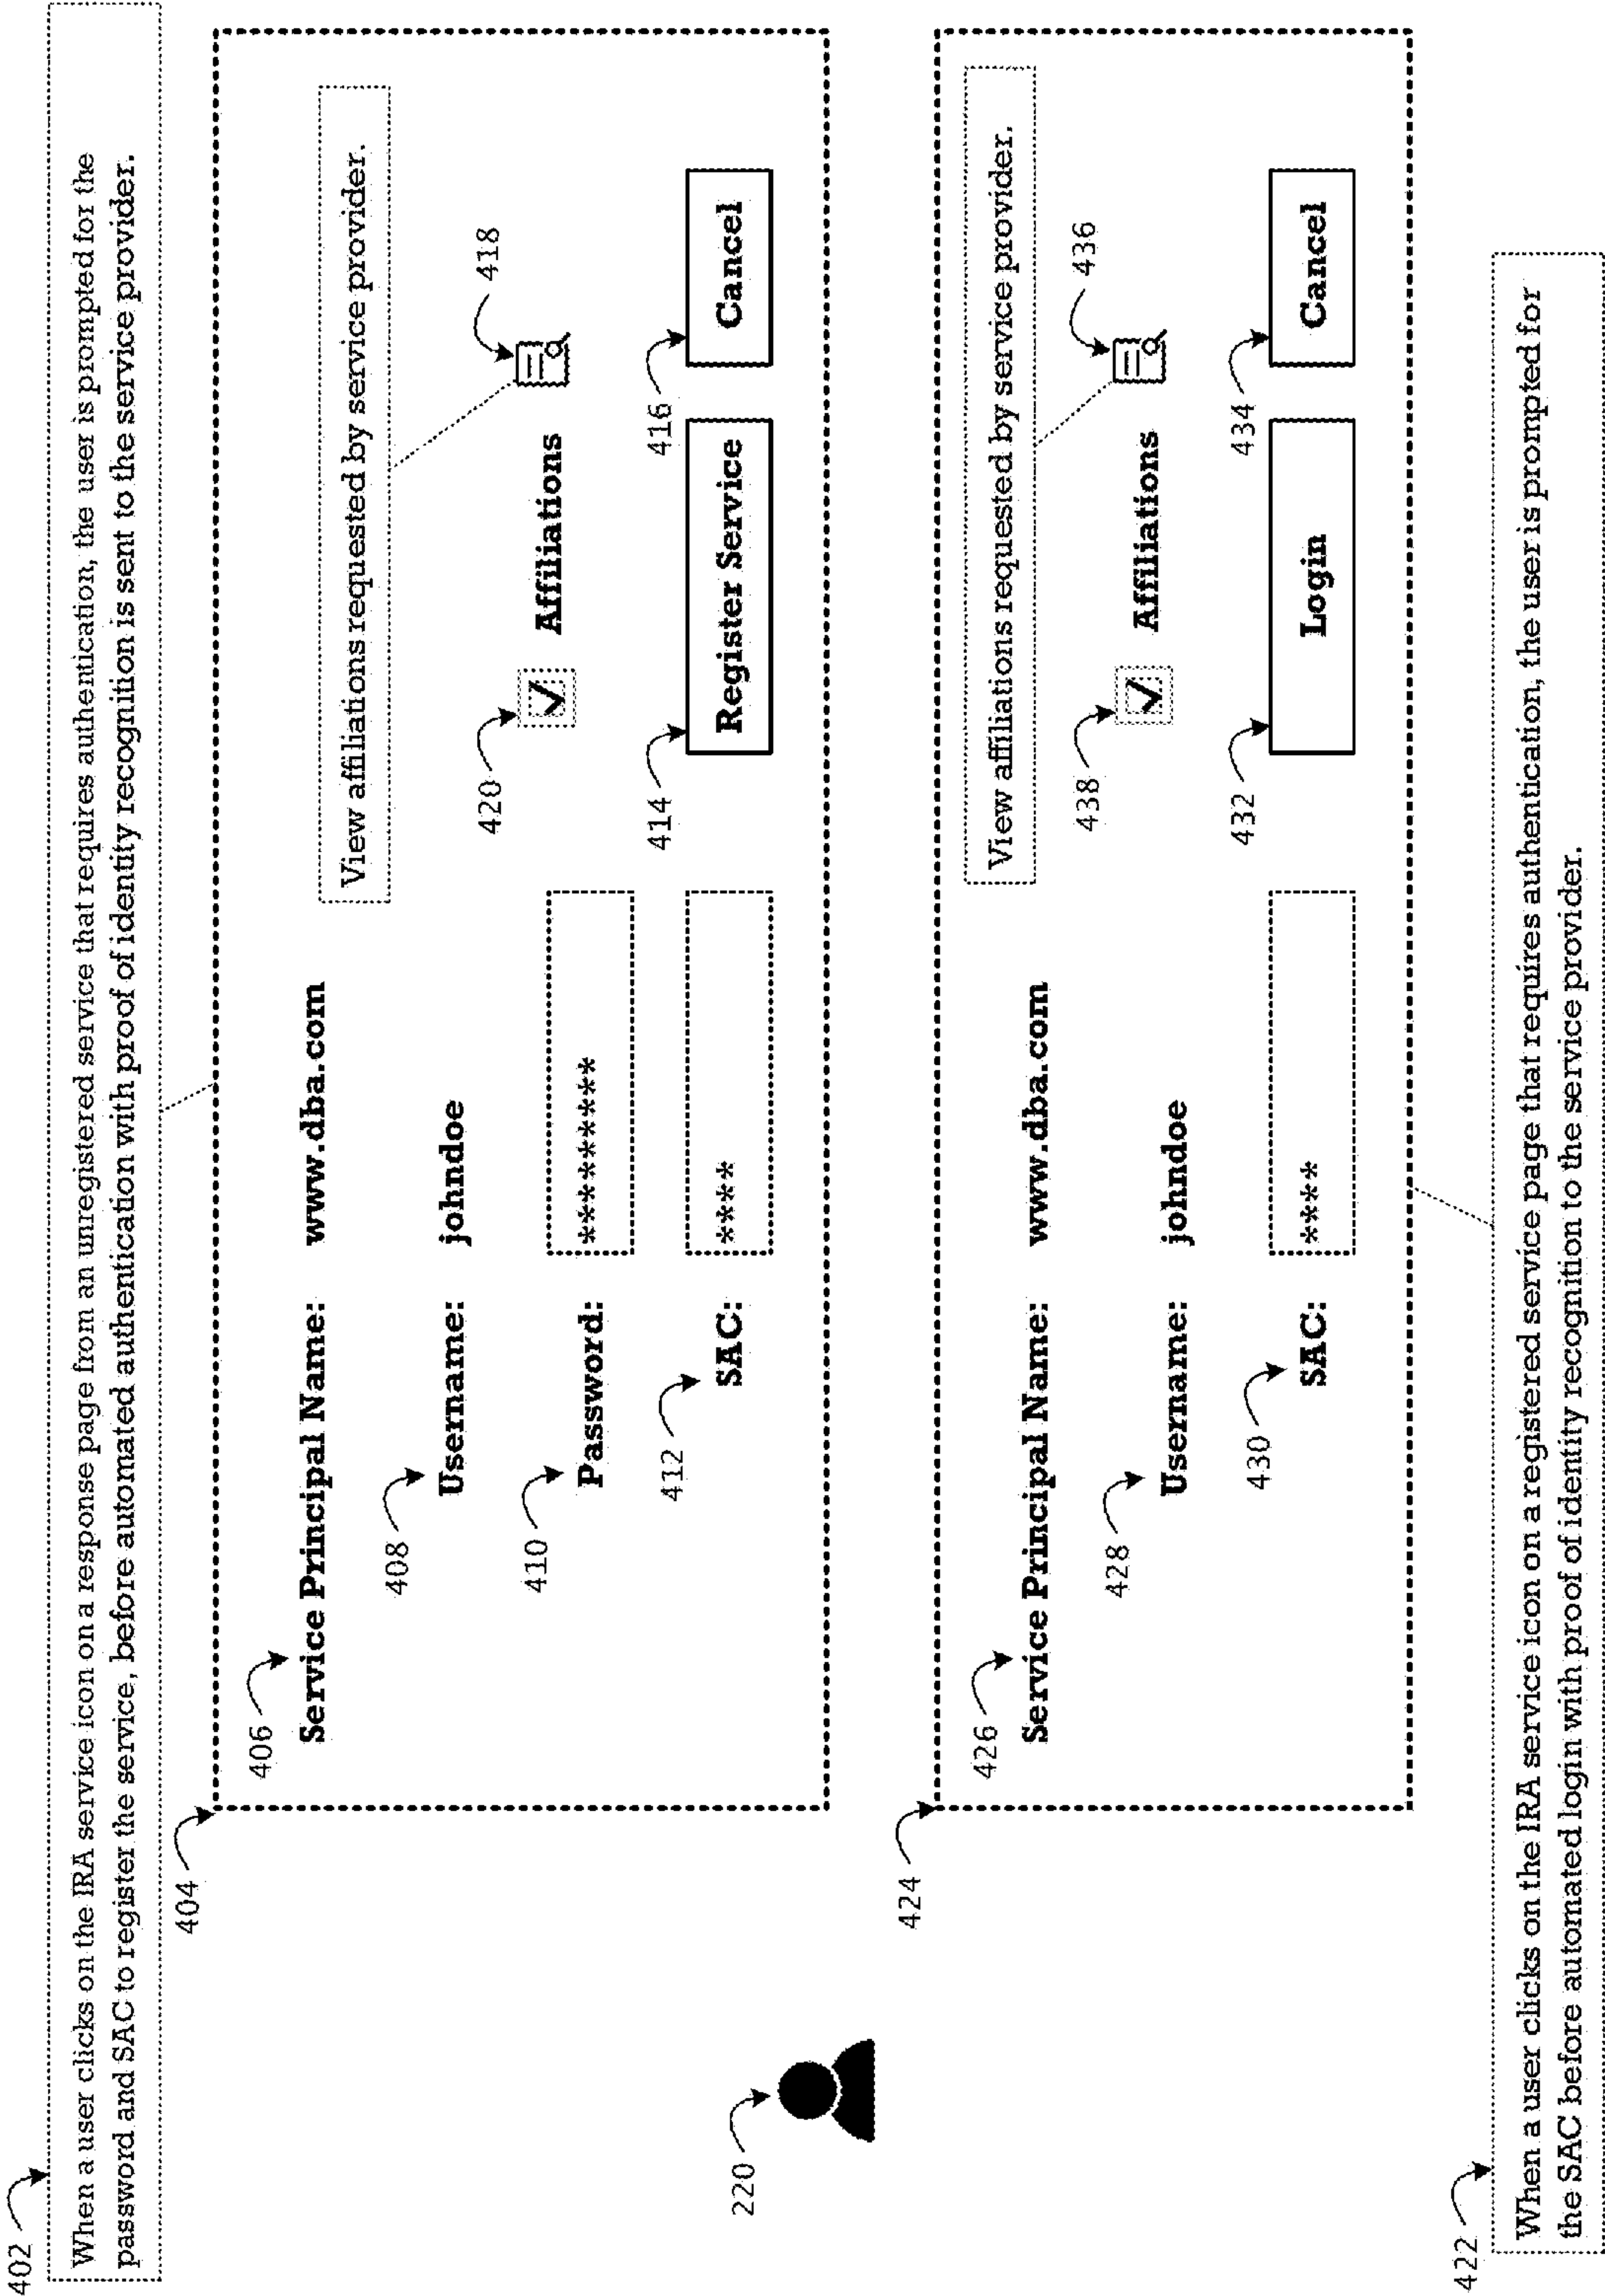 402
When a user clicks on the IRA service icon on a response page from an unregistered service that requires authentication, the user is prompted for the
password and SAC to register the service, before automated authentication with proof of identity recognition is sent to the service provider.
404
406
Service Principal Name: www.dba.com
View affiliations requested by service provider.
408
Username: johndoe
420
418
410
Password: *********
Affiliations
412
SAC: ****
414
Register Service
416
Cancel
220
424
426
Service Principal Name: www.dba.com
View affiliations requested by service provider.
428
Username: johndoe
438
Affiliations
436
430
SAC: ****
432
Login
434
Cancel
422
When a user clicks on the IRA service icon on a registered service page that requires authentication, the user is prompted for
the SAC before automated login with proof of identity recognition to the service provider.